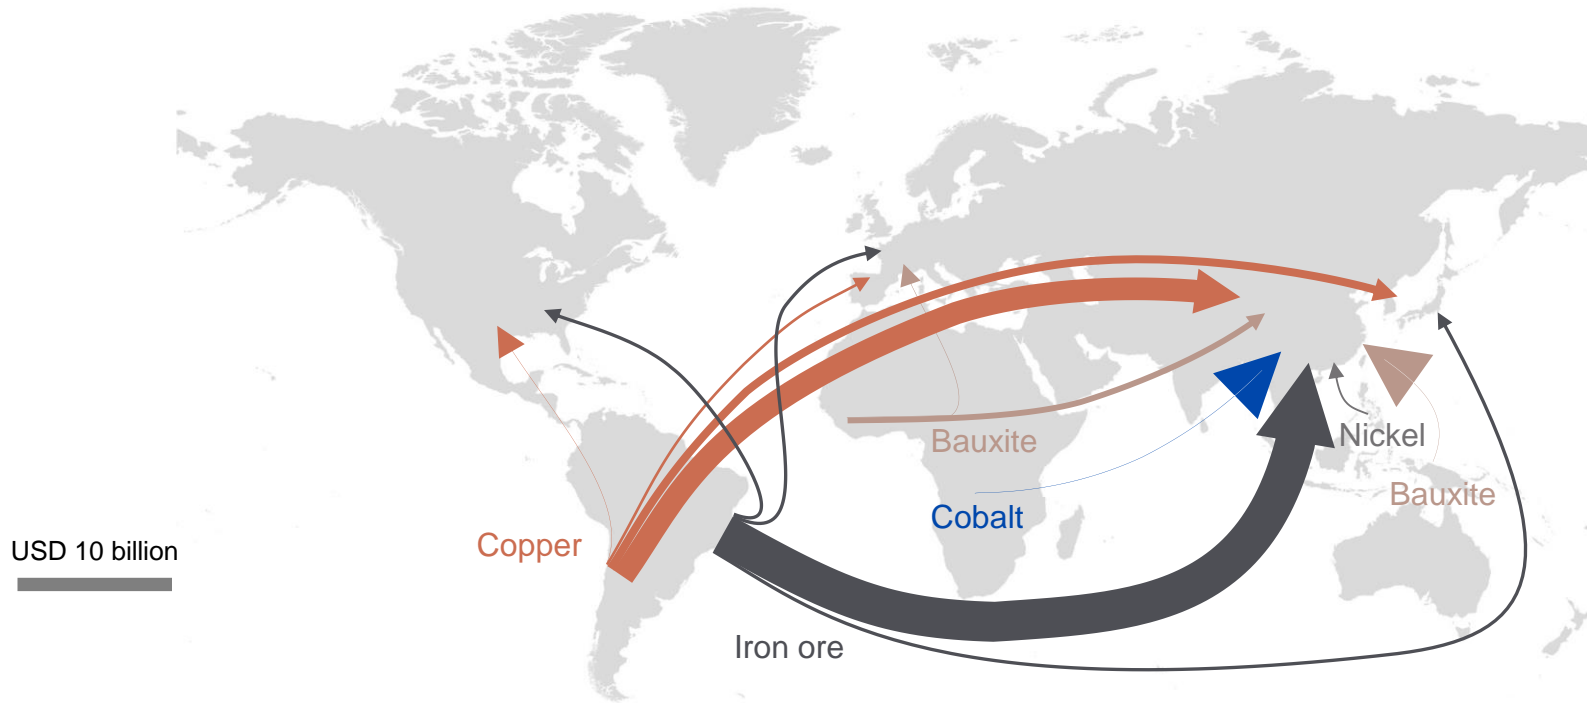 Bauxite
Nickel
Bauxite
Cobalt
Copper
USD 10 billion
Iron ore